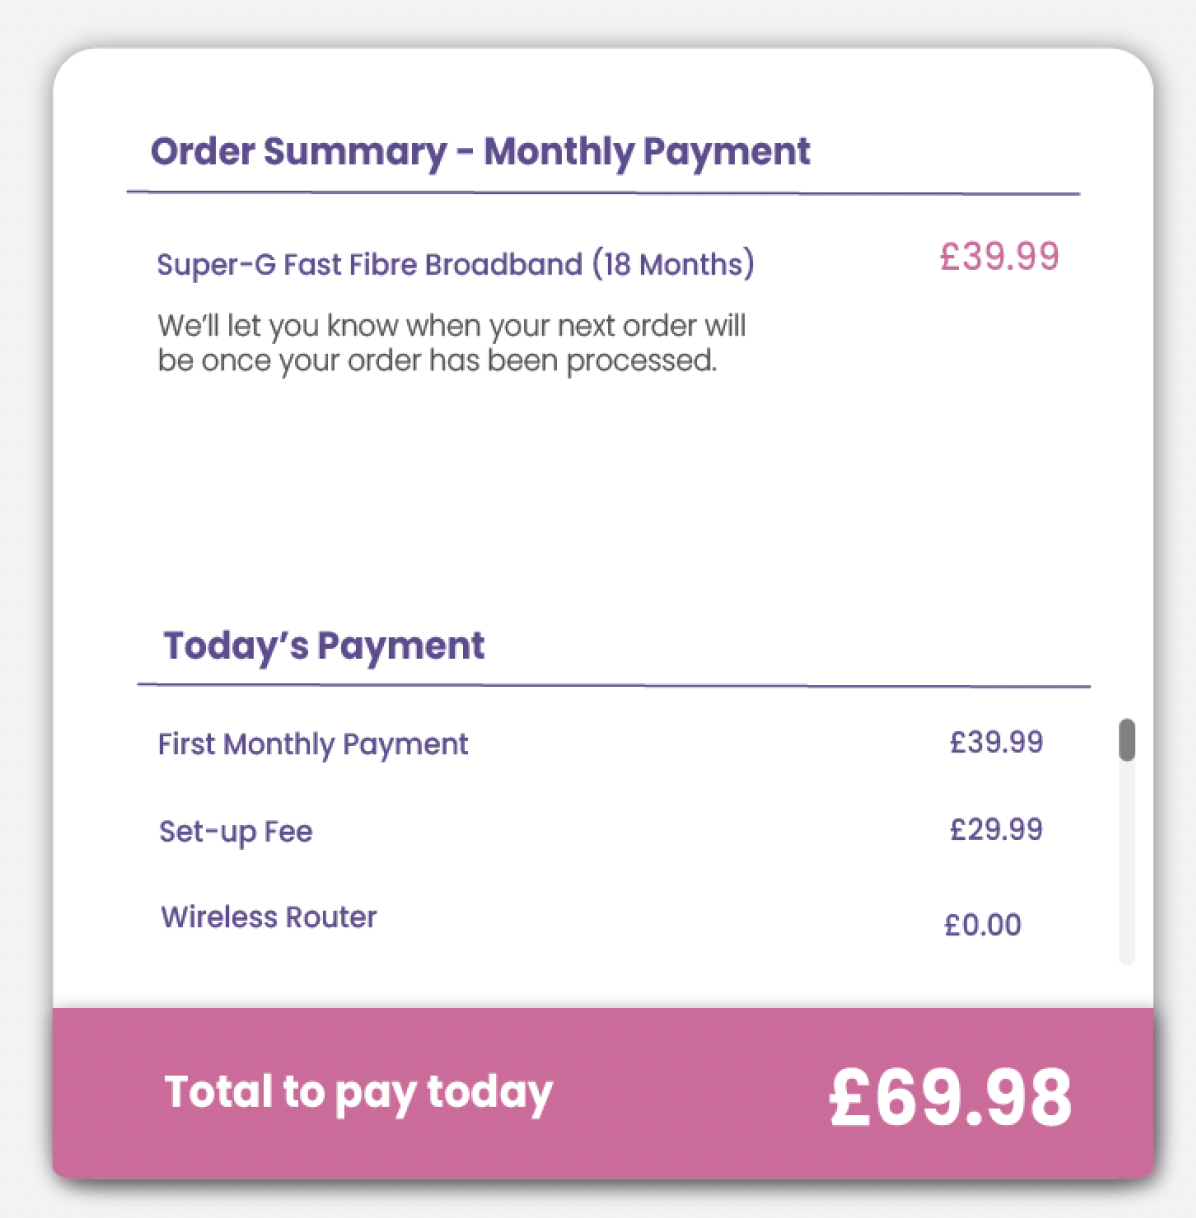 Order Summary - Monthly Payment
Super-G Fast Fibre Broadband (18 Months) £39.99
We'll let you know when your next order will
be once your order has been processed.
Today's Payment
First Monthly Payment £39.99
Set-up Fee £29.99
Wireless Router £0.00
Total to pay today £69.98